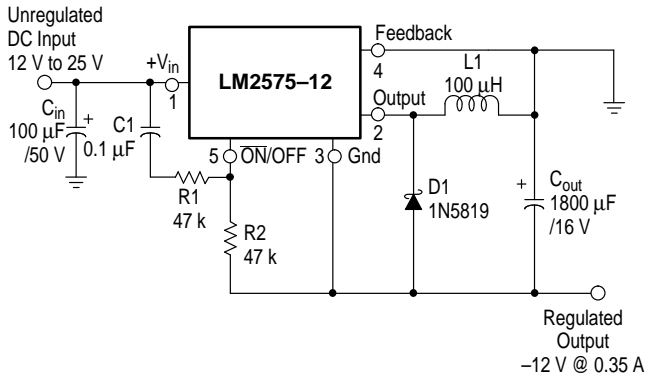 Unregulated
DC Input
12 V to 25 V
+Vin
1
LM2575–12
Feedback
4
L1
100 μH
Output
2
Cin
100 μF
/50 V
+
C1
0.1 μF
5
ON/OFF
3
Gnd
R1
47 k
R2
47 k
D1
1N5819
+
Cout
1800 μF
/16 V
Regulated
Output
–12 V @ 0.35 A